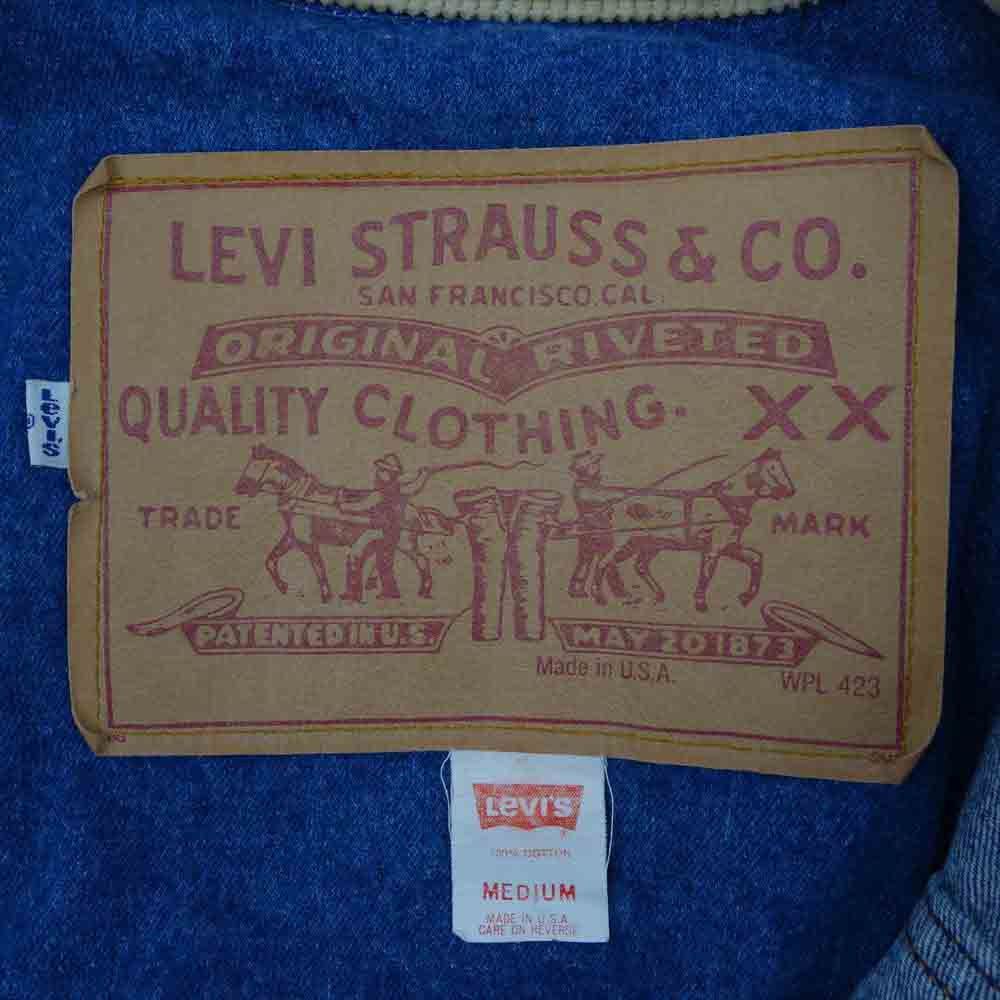 LEVI STRAUSS & CO.
SAN FRANCISCO, CAL.
ORIGINAL RIVETED
QUALITY CLOTHING. XX
LEVI'S
®
TRADE MARK
PATENTED IN U.S.
MAY 20 1873
Made in U.S.A.
WPL 423
LEVI'S
100% COTTON
MEDIUM
MADE IN U.S.A.
CARE ON REVERSE